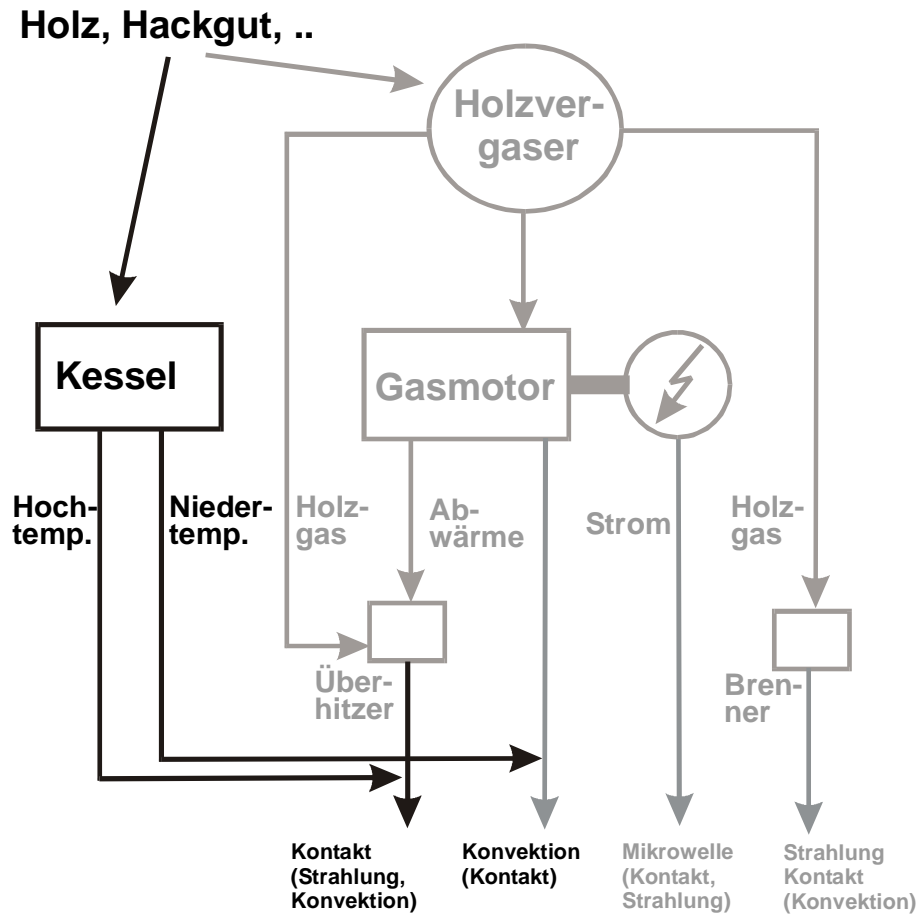 Holz, Hackgut, ..
Holzver-
gaser
Kessel
Gasmotor
Hoch-
temp.
Nieder-
temp.
Holz-
gas
Ab-
wärme
Strom
Holz-
gas
Über-
hitzer
Bren-
ner
Kontakt
(Strahlung,
Konvektion)
Konvektion
(Kontakt)
Mikrowelle
(Kontakt,
Strahlung)
Strahlung
Kontakt
(Konvektion)